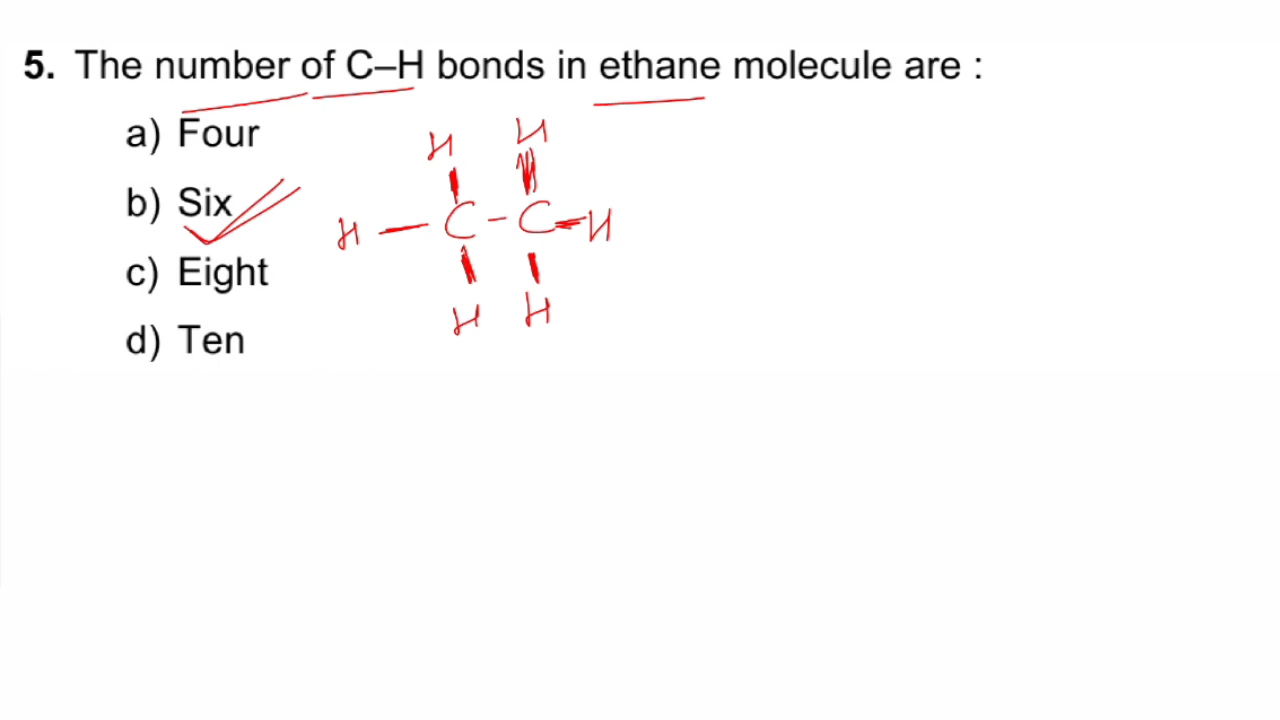 5. The number of C–H bonds in ethane molecule are :
a) Four
b) Six
c) Eight
d) Ten
H H
H – C – C – H
H H